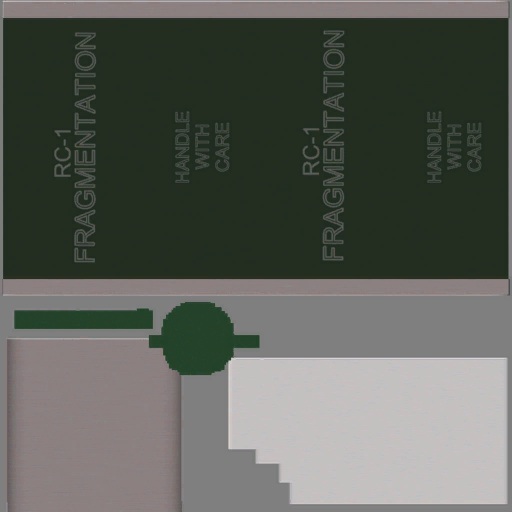 RC-1
FRAGMENTATION
HANDLE
WITH
CARE
RC-1
FRAGMENTATION
HANDLE
WITH
CARE